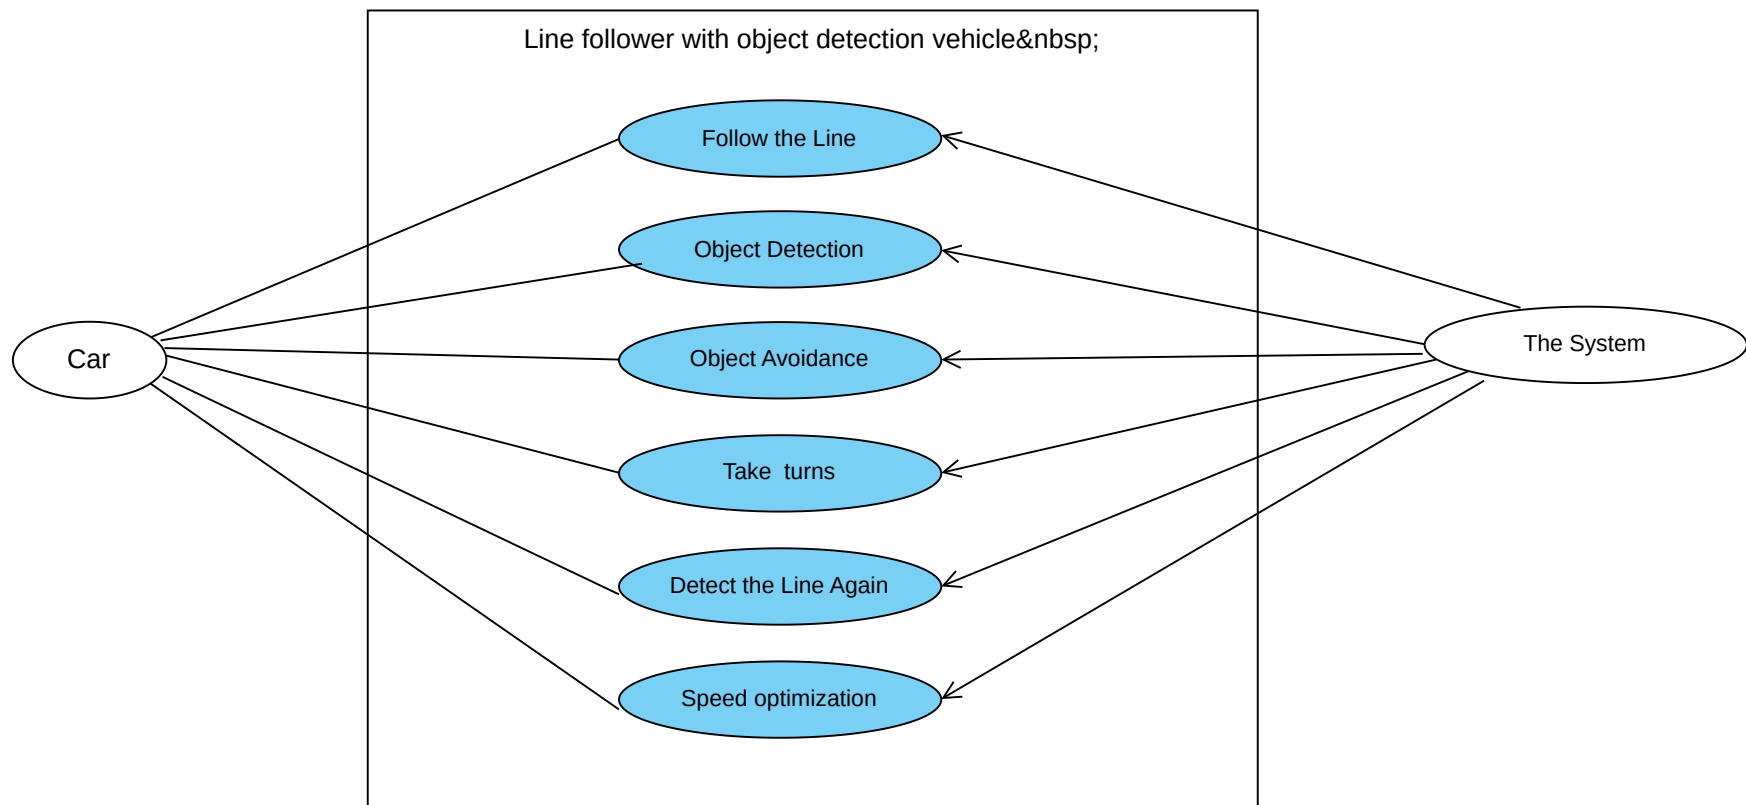 Line follower with object detection vehicle&nbsp;
Follow the Line
Object Detection
Car
Object Avoidance
The System
Take  turns
Detect the Line Again
Speed optimization